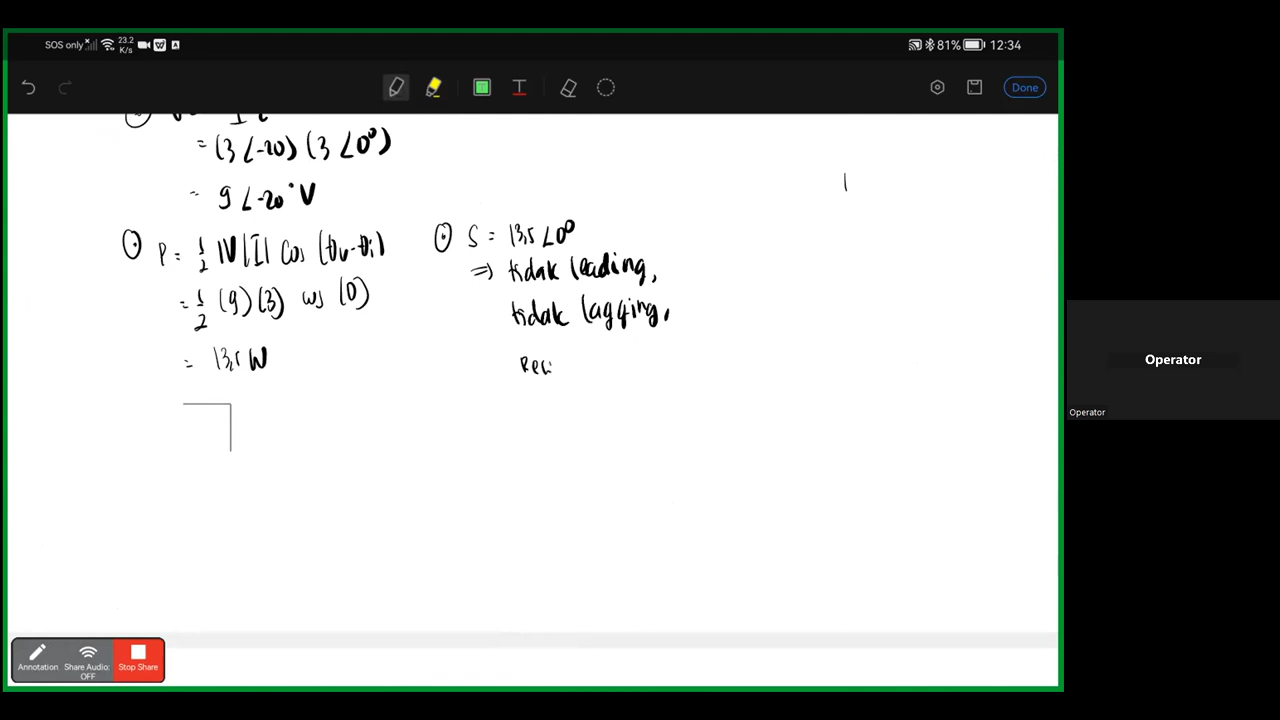 SOS only
23.2 K/s
81% 12:34
T
Done
= (3∠-20) (3∠0°)
= 9∠-20° V
P = 1/2 |V||I| cos (θv-θi)
= 1/2 (9)(3) cos (0)
= 13,5 W
S = 13,5∠0°
⇒ tidak leading,
tidak lagging,
Operator
Operator
Annotation
Share Audio: OFF
Stop Share